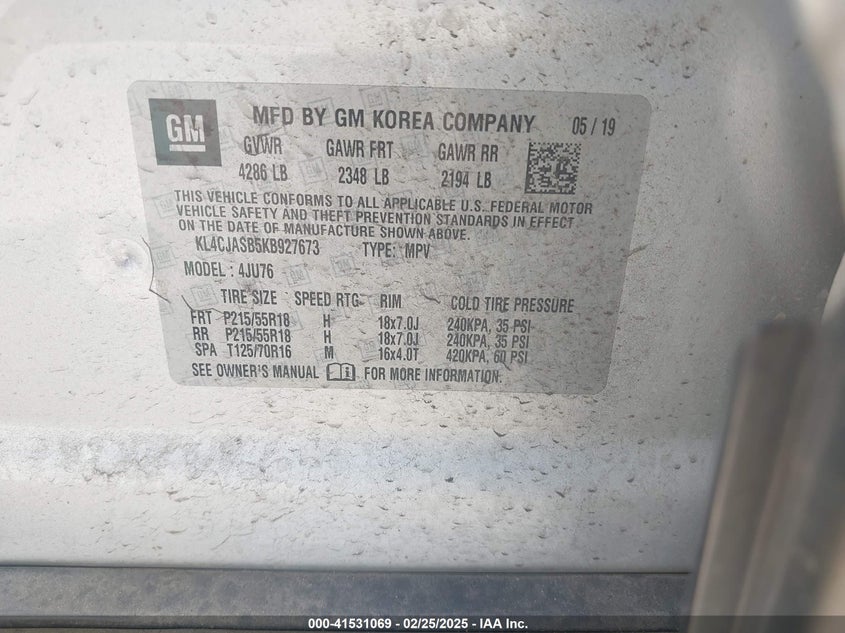 GM
MFD BY GM KOREA COMPANY 05 / 19
GVWR GAWR FRT GAWR RR
4286 LB 2348 LB 2194 LB
THIS VEHICLE CONFORMS TO ALL APPLICABLE U.S. FEDERAL MOTOR
VEHICLE SAFETY AND THEFT PREVENTION STANDARDS IN EFFECT
ON THE DATE OF MANUFACTURE SHOWN ABOVE.
KL4CJASB5KB927673 TYPE: MPV
MODEL : 4JU76
TIRE SIZE SPEED RTG RIM COLD TIRE PRESSURE
FRT P215/55R18 H 18x7.0J 240KPA, 35 PSI
RR P215/55R18 H 18x7.0J 240KPA, 35 PSI
SPA T125/70R16 M 16x4.0T 420KPA, 60 PSI
SEE OWNER'S MANUAL FOR MORE INFORMATION.
000-41531069 - 02/25/2025 - IAA Inc.